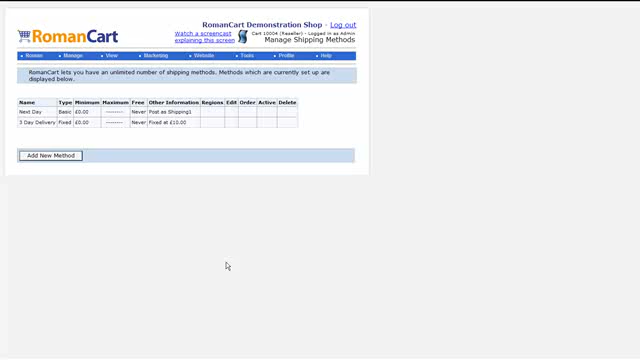 RomanCart Demonstration Shop - Log out
RomanCart
Watch a screencast
explaining this screen
Cart 10004 (Reseller) - Logged in as Admin
Manage Shipping Methods
Manage View Marketing Website Tools Profile Help
RomanCart lets you have an unlimited number of shipping methods. Methods which are currently set up are
displayed below.
Name Type Minimum Maximum Free Other Information Regions Edit Order Active Delete
Next Day Basic £0.00 -------- Never Post as Shipping1
3 Day Delivery Fixed £0.00 -------- Never Fixed at £10.00
Add New Method